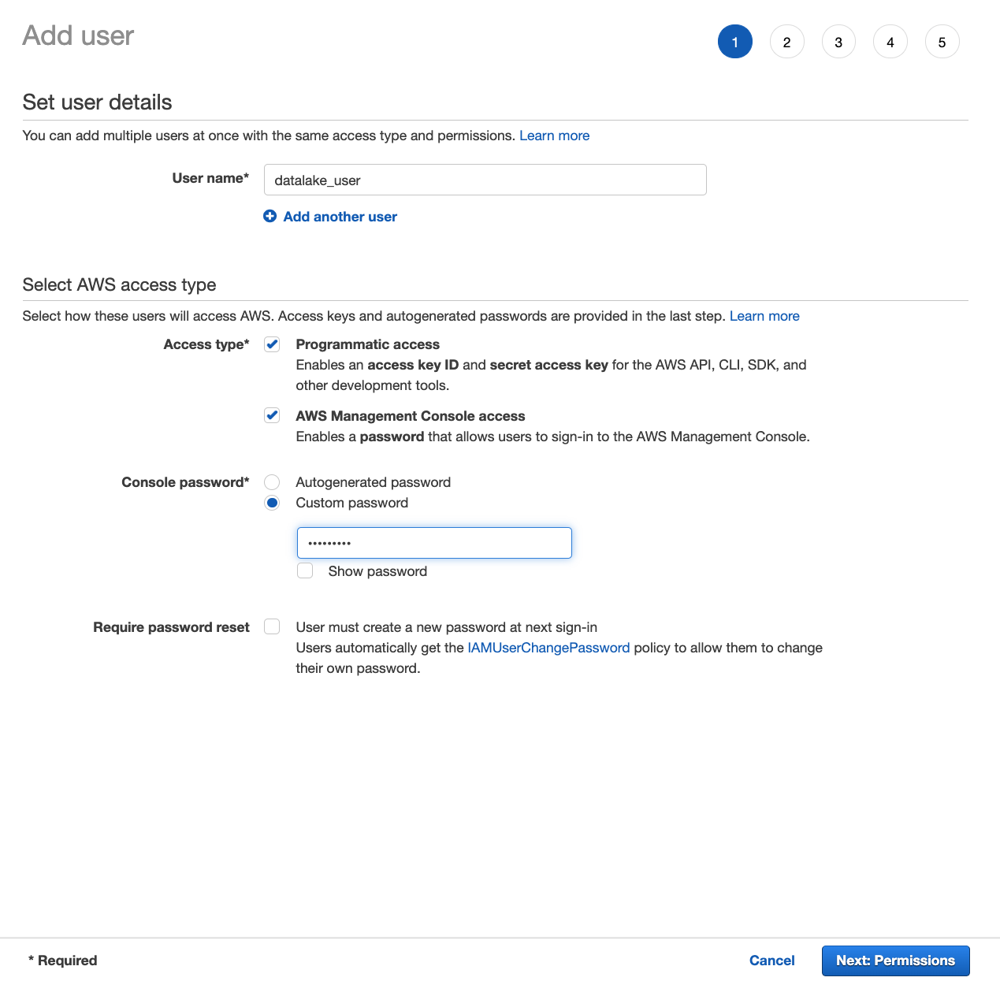 Add user
1 2 3 4 5
Set user details
You can add multiple users at once with the same access type and permissions. Learn more
User name* datalake_user
Add another user
Select AWS access type
Select how these users will access AWS. Access keys and autogenerated passwords are provided in the last step. Learn more
Access type* Programmatic access
Enables an access key ID and secret access key for the AWS API, CLI, SDK, and
other development tools.
AWS Management Console access
Enables a password that allows users to sign-in to the AWS Management Console.
Console password* Autogenerated password
Custom password
•••••••••
Show password
Require password reset User must create a new password at next sign-in
Users automatically get the IAMUserChangePassword policy to allow them to change
their own password.
* Required Cancel Next: Permissions